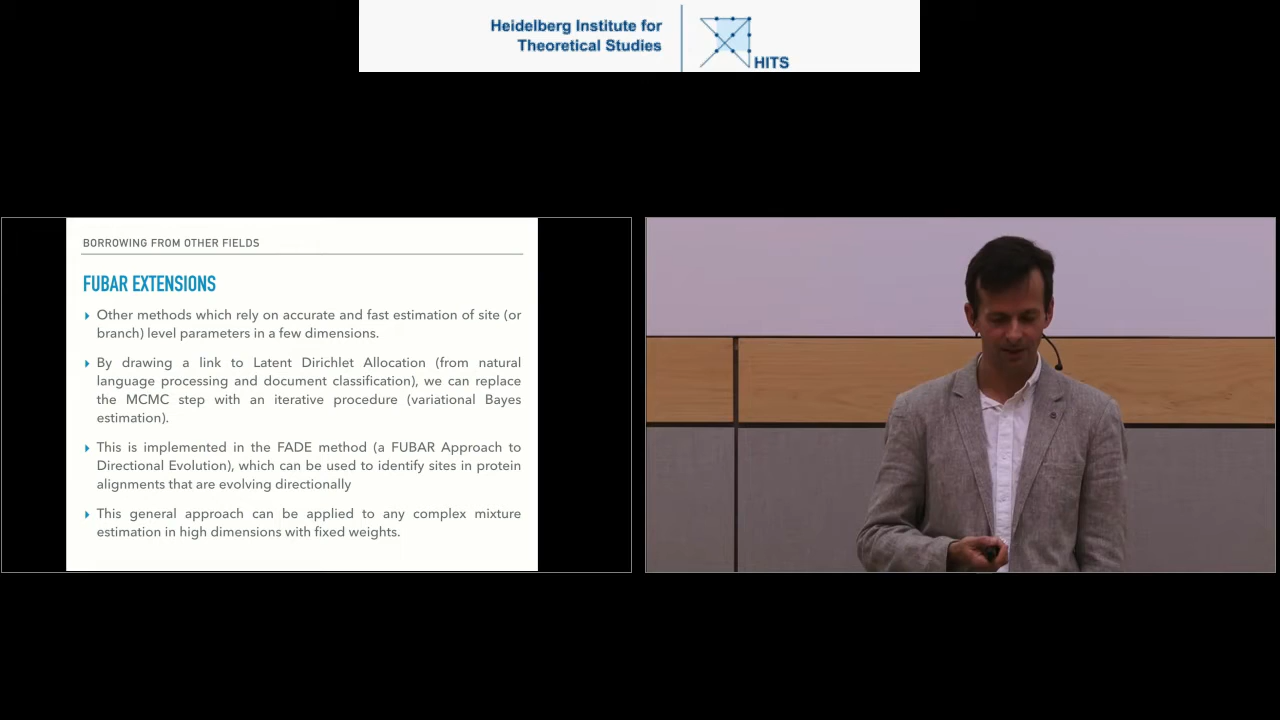 Heidelberg Institute for
Theoretical Studies
HITS
BORROWING FROM OTHER FIELDS
FUBAR EXTENSIONS
Other methods which rely on accurate and fast estimation of site (or
branch) level parameters in a few dimensions.
By drawing a link to Latent Dirichlet Allocation (from natural
language processing and document classification), we can replace
the MCMC step with an iterative procedure (variational Bayes
estimation).
This is implemented in the FADE method (a FUBAR Approach to
Directional Evolution), which can be used to identify sites in protein
alignments that are evolving directionally
This general approach can be applied to any complex mixture
estimation in high dimensions with fixed weights.